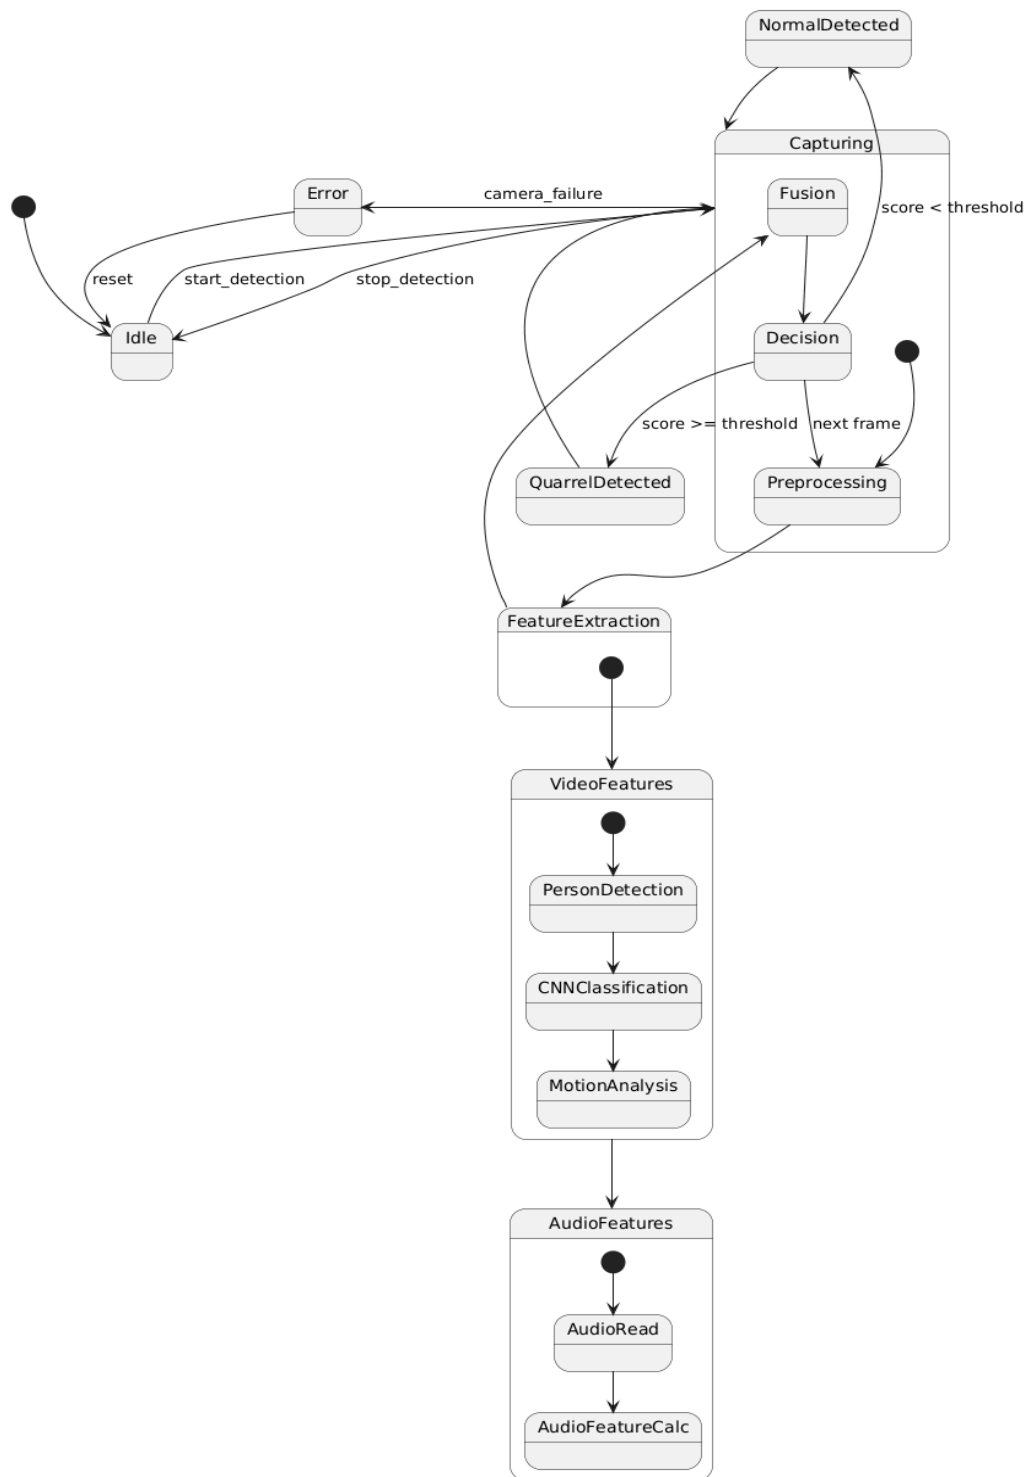 NormalDetected
Capturing
Error
camera_failure
Fusion
score < threshold
reset
start_detection
stop_detection
Idle
Decision
score >= threshold
next frame
QuarrelDetected
Preprocessing
FeatureExtraction
VideoFeatures
PersonDetection
CNNClassification
MotionAnalysis
AudioFeatures
AudioRead
AudioFeatureCalc